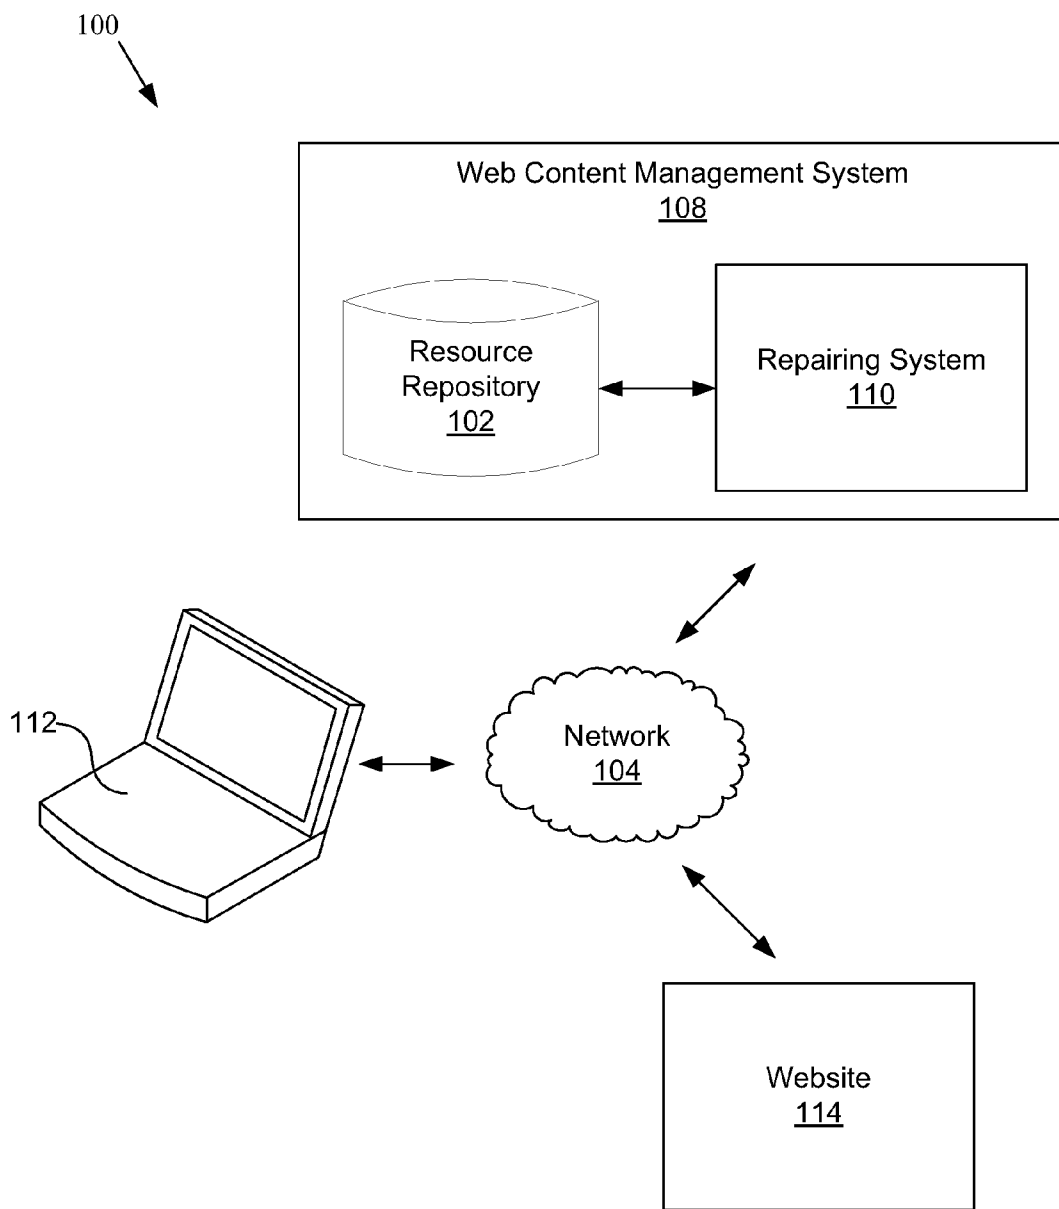 100
Web Content Management System
108
Resource
Repository
102
Repairing System
110
112
Network
104
Website
114